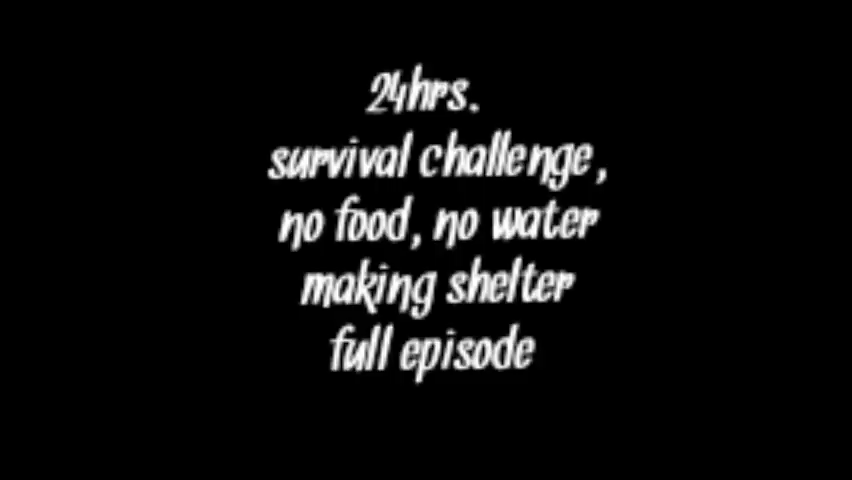 24hrs.
survival challenge,
no food, no water
making shelter
full episode